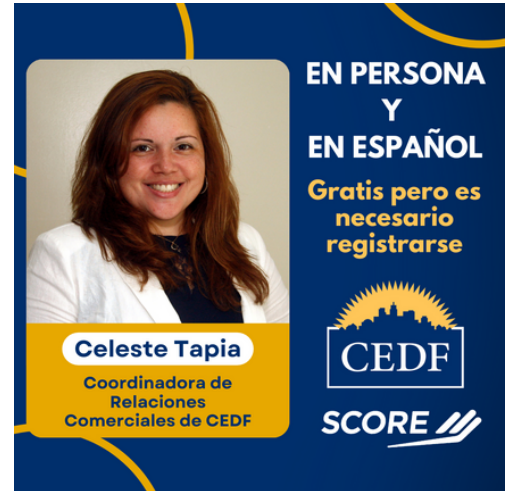 EN PERSONA
Y
EN ESPAÑOL
Gratis pero es
necesario
registrarse
Celeste Tapia
Coordinadora de
Relaciones
Comerciales de CEDF
CEDF
SCORE